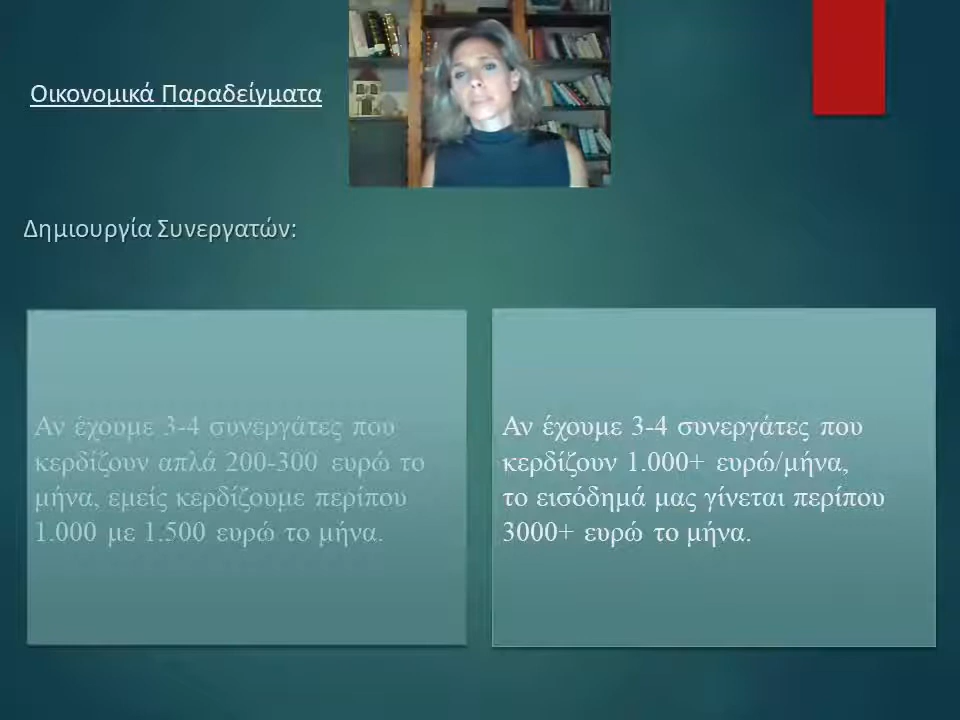 Οικονομικά Παραδείγματα
Δημιουργία Συνεργατών:
Αν έχουμε 3-4 συνεργάτες που
κερδίζουν απλά 200-300 ευρώ το
μήνα, εμείς κερδίζουμε περίπου
1.000 με 1.500 ευρώ το μήνα.
Αν έχουμε 3-4 συνεργάτες που
κερδίζουν 1.000+ ευρώ/μήνα,
το εισόδημά μας γίνεται περίπου
3000+ ευρώ το μήνα.